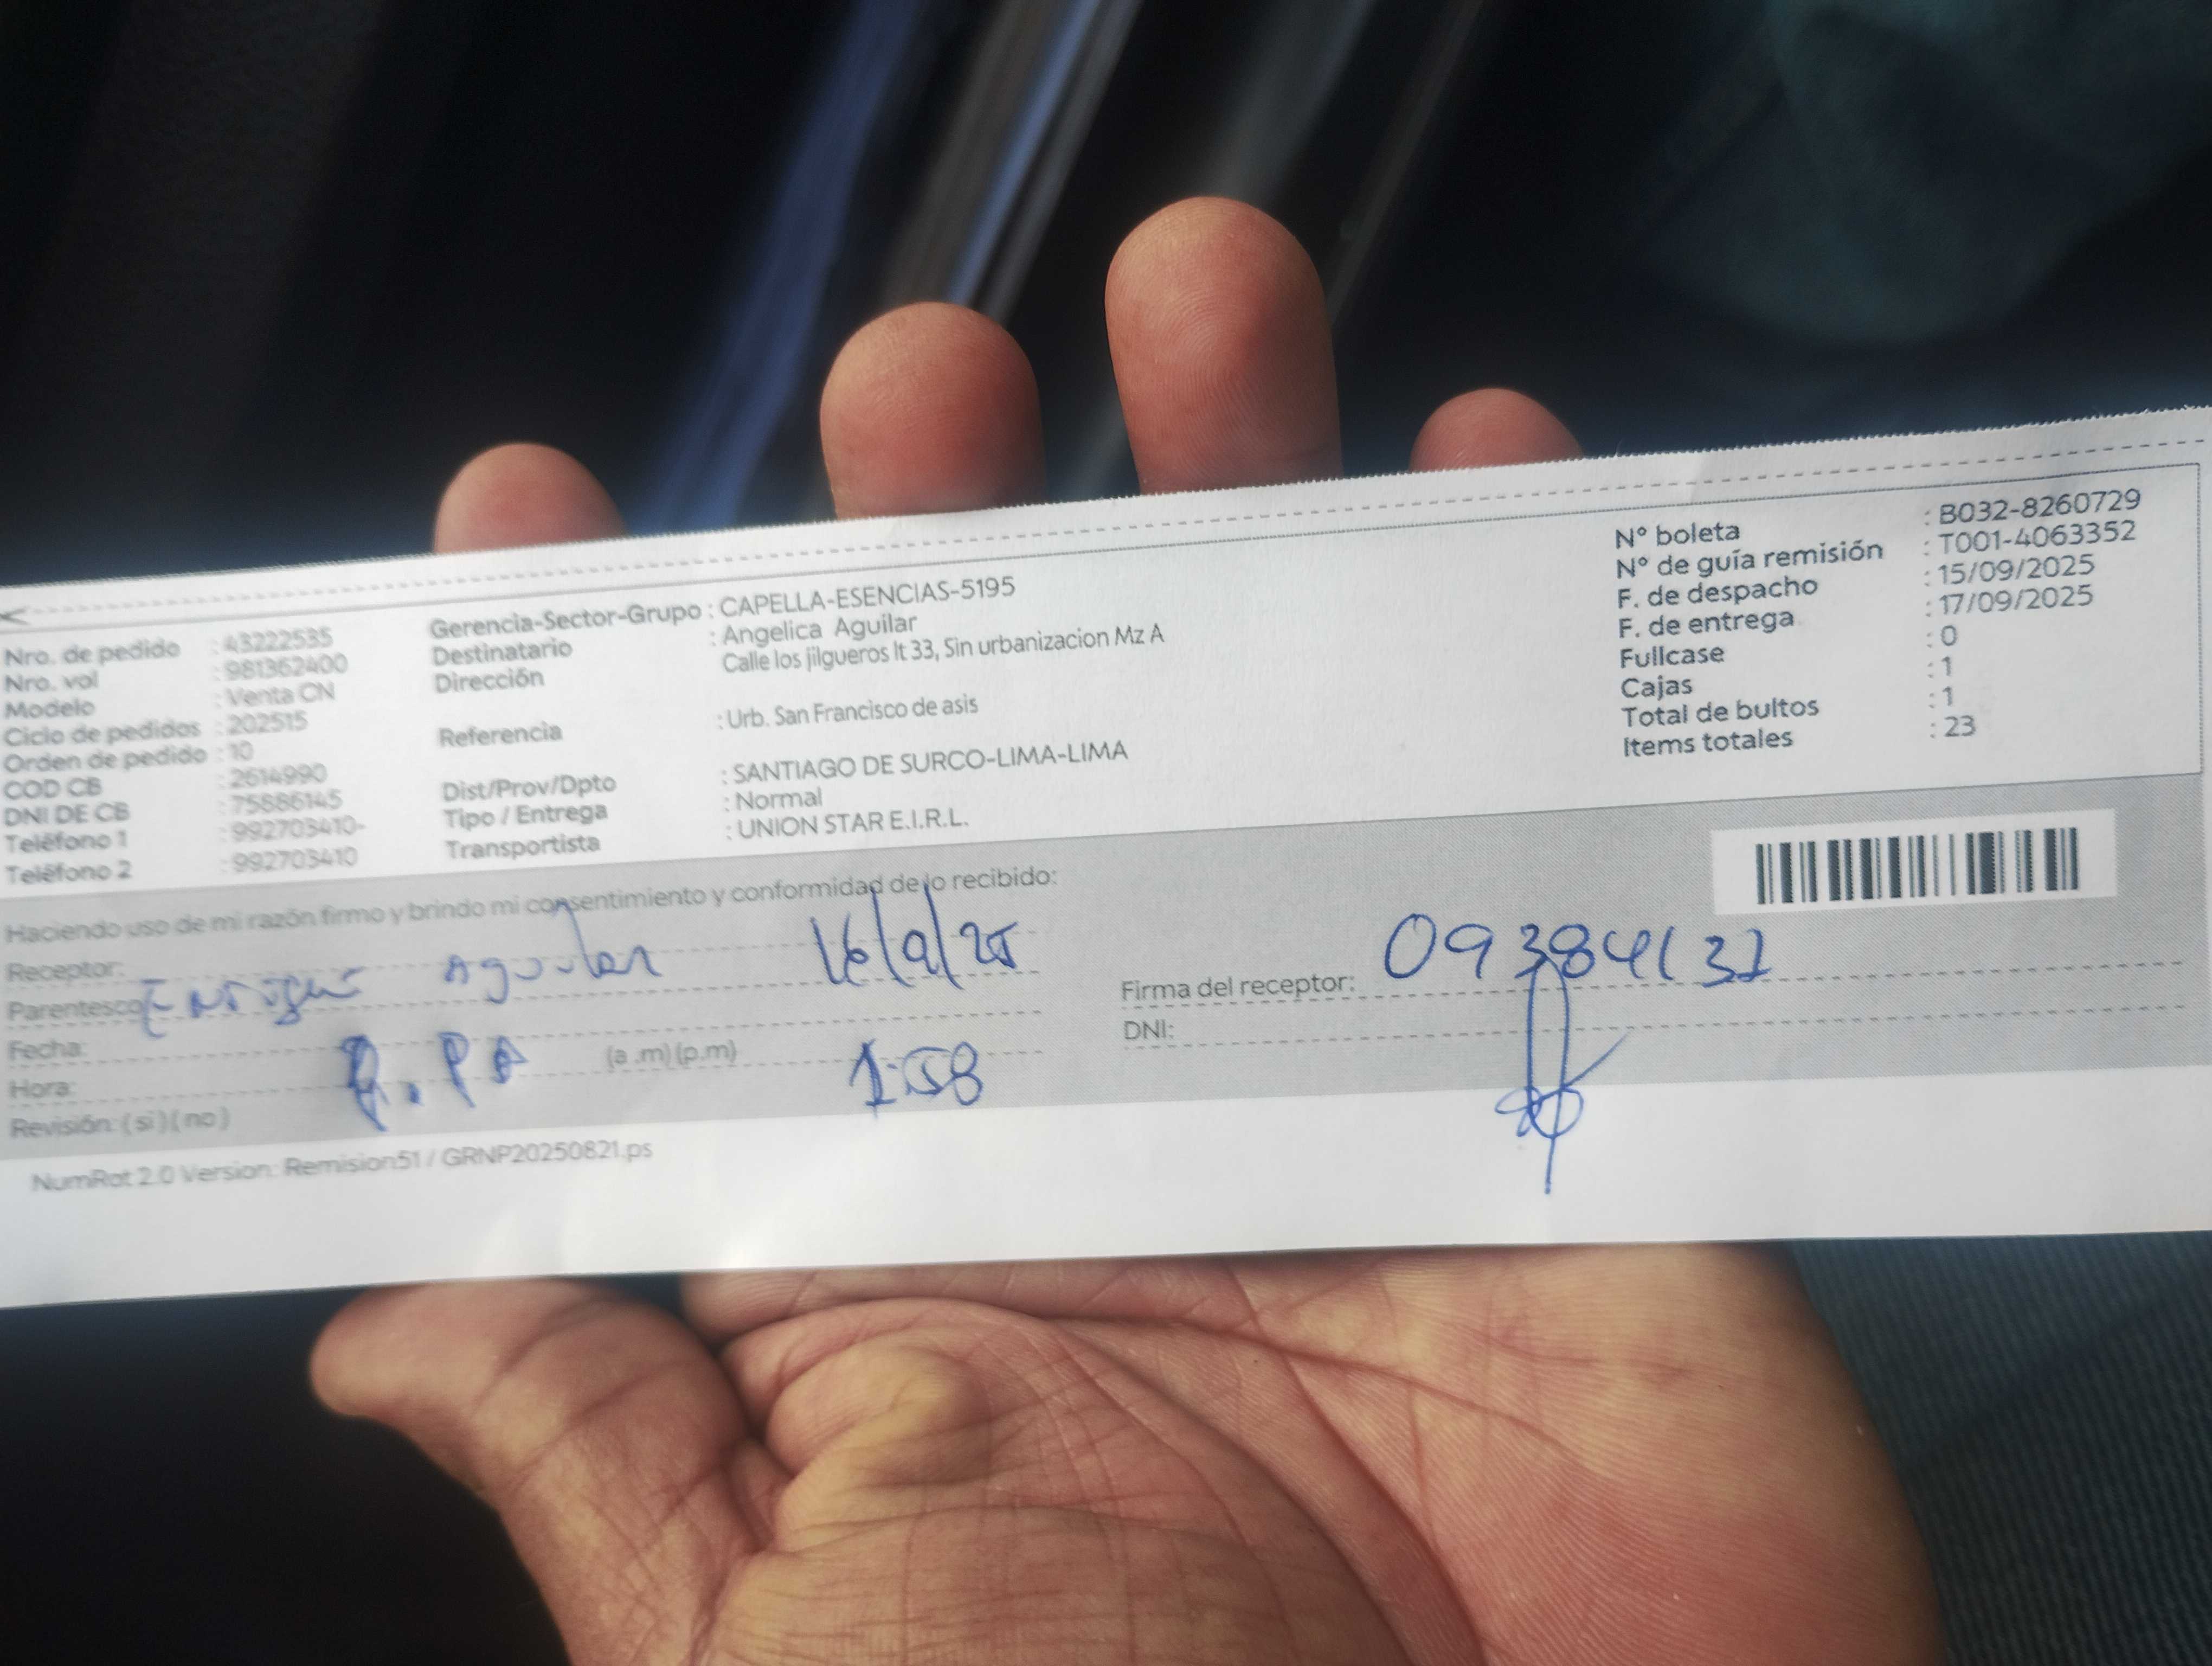 Nro. de pedido : 43222535
Nro. vol : 981362400
Modelo : Venta CN
Ciclo de pedidos : 202515
Orden de pedido : 10
COD CB : 2614990
DNI DE CB : 75886145
Teléfono 1 : 992703410-
Teléfono 2 : 992703410
Gerencia-Sector-Grupo : CAPELLA-ESENCIAS-5195
Destinatario : Angelica Aguilar
Dirección Calle los jilgueros lt 33, Sin urbanizacion Mz A
Referencia : Urb. San Francisco de asis
Dist/Prov/Dpto : SANTIAGO DE SURCO-LIMA-LIMA
Tipo / Entrega : Normal
Transportista : UNION STAR E.I.R.L.
N° boleta : B032-8260729
N° de guía remisión : T001-4063352
F. de despacho : 15/09/2025
F. de entrega : 17/09/2025
Fullcase : 0
Cajas : 1
Total de bultos : 1
Items totales : 23
Haciendo uso de mi razón firmo y brindo mi consentimiento y conformidad de lo recibido:
Receptor:
Parentesco Enrique Aguilar 16/9/25
Fecha:
Hora: (a .m) (p.m) 1:58
Revisión: ( si ) ( no )
Firma del receptor:
DNI:
NumRat 2.0 Version: Remision51 / GRNP20250821.ps